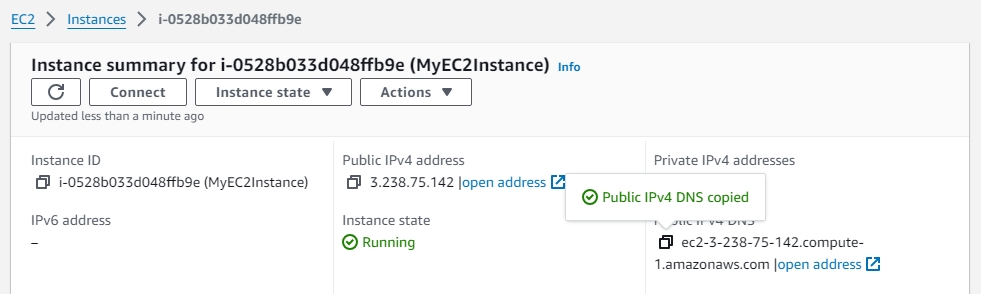 EC2 > Instances > i-0528b033d048ffb9e
Instance summary for i-0528b033d048ffb9e (MyEC2Instance) Info
Connect Instance state Actions
Updated less than a minute ago
Instance ID
i-0528b033d048ffb9e (MyEC2Instance)
IPv6 address
–
Public IPv4 address
3.238.75.142 |open address
Instance state
Running
Private IPv4 addresses
Public IPv4 DNS copied
Public IPv4 DNS
ec2-3-238-75-142.compute-
1.amazonaws.com |open address